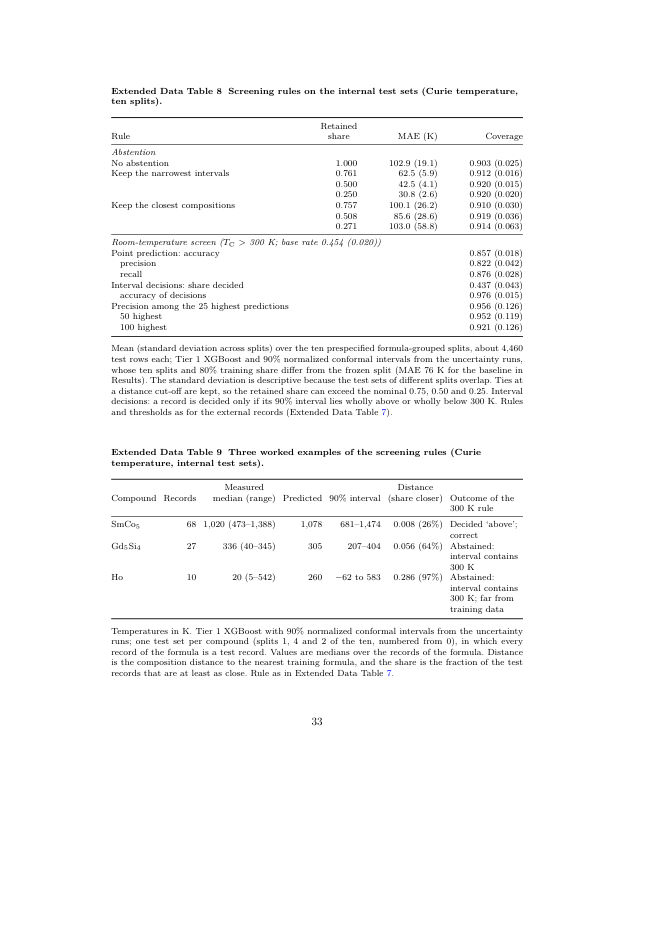 Extended Data Table 8 Screening rules on the internal test sets (Curie temperature,
ten splits).
Retained
Rule share MAE (K) Coverage
Abstention
No abstention 1.000 102.9 (19.1) 0.903 (0.025)
Keep the narrowest intervals 0.761 62.5 (5.9) 0.912 (0.016)
0.500 42.5 (4.1) 0.920 (0.015)
0.250 30.8 (2.6) 0.920 (0.020)
Keep the closest compositions 0.757 100.1 (26.2) 0.910 (0.030)
0.508 85.6 (28.6) 0.919 (0.036)
0.271 103.0 (58.8) 0.914 (0.063)
Room-temperature screen (TC > 300 K; base rate 0.454 (0.020))
Point prediction: accuracy 0.857 (0.018)
precision 0.822 (0.042)
recall 0.876 (0.028)
Interval decisions: share decided 0.437 (0.043)
accuracy of decisions 0.976 (0.015)
Precision among the 25 highest predictions 0.956 (0.126)
50 highest 0.952 (0.119)
100 highest 0.921 (0.126)
Mean (standard deviation across splits) over the ten prespecified formula-grouped splits, about 4,460
test rows each; Tier 1 XGBoost and 90% normalized conformal intervals from the uncertainty runs,
whose ten splits and 80% training share differ from the frozen split (MAE 76 K for the baseline in
Results). The standard deviation is descriptive because the test sets of different splits overlap. Ties at
a distance cut-off are kept, so the retained share can exceed the nominal 0.75, 0.50 and 0.25. Interval
decisions: a record is decided only if its 90% interval lies wholly above or wholly below 300 K. Rules
and thresholds as for the external records (Extended Data Table 7).
Extended Data Table 9 Three worked examples of the screening rules (Curie
temperature, internal test sets).
Measured Distance
Compound Records median (range) Predicted 90% interval (share closer) Outcome of the
300 K rule
SmCo5 68 1,020 (473–1,388) 1,078 681–1,474 0.008 (26%) Decided ‘above’;
correct
Gd5Si4 27 336 (40–345) 305 207–404 0.056 (64%) Abstained:
interval contains
300 K
Ho 10 20 (5–542) 260 −62 to 583 0.286 (97%) Abstained:
interval contains
300 K; far from
training data
Temperatures in K. Tier 1 XGBoost with 90% normalized conformal intervals from the uncertainty
runs; one test set per compound (splits 1, 4 and 2 of the ten, numbered from 0), in which every
record of the formula is a test record. Values are medians over the records of the formula. Distance
is the composition distance to the nearest training formula, and the share is the fraction of the test
records that are at least as close. Rule as in Extended Data Table 7.
33